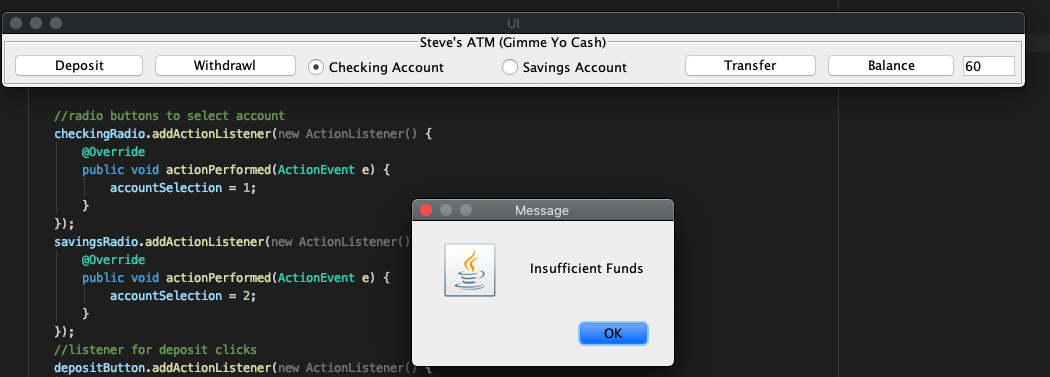 UI
Steve's ATM (Gimme Yo Cash)
Deposit Withdrawl Checking Account Savings Account Transfer Balance 60
//radio buttons to select account
checkingRadio.addActionListener(new ActionListener() {
@Override
public void actionPerformed(ActionEvent e) {
accountSelection = 1;
}
});
savingsRadio.addActionListener(new ActionListener()
@Override
public void actionPerformed(ActionEvent e) {
accountSelection = 2;
}
});
//listener for deposit clicks
depositButton.addActionListener(new ActionListener() {
Message
Insufficient Funds
OK